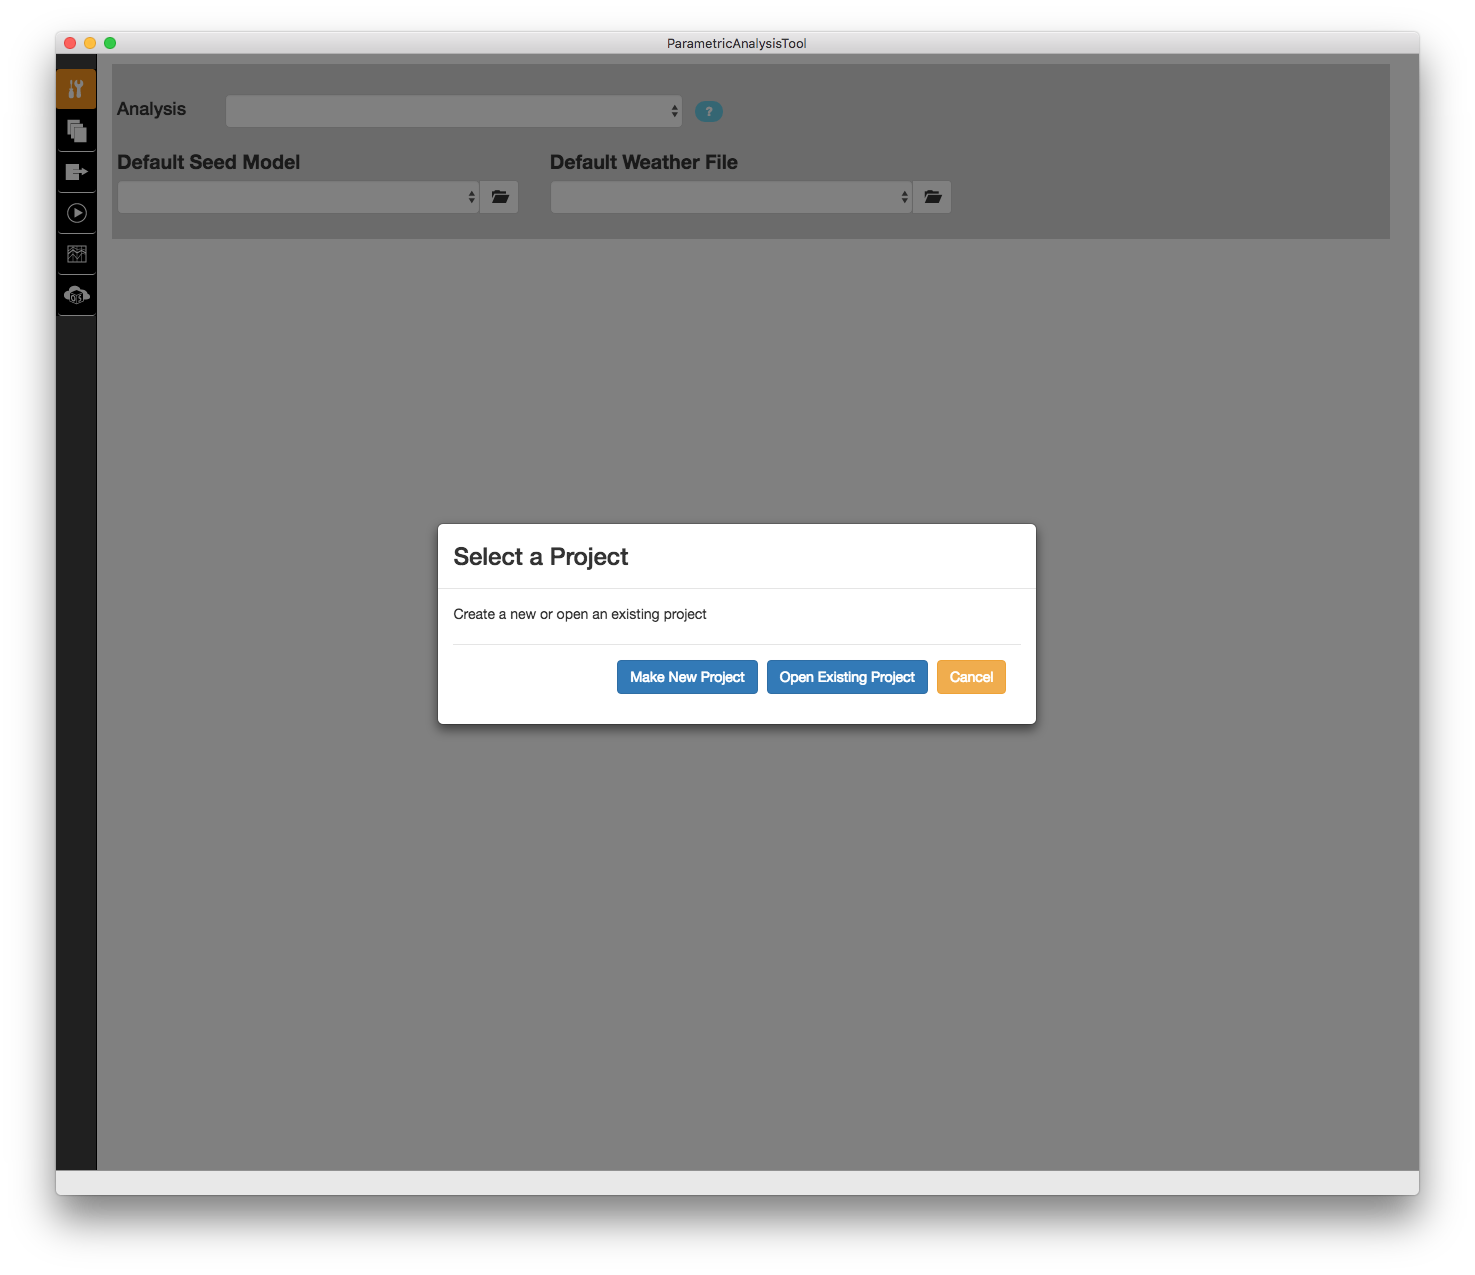 ParametricAnalysisTool
Analysis
?
Default Seed Model
Default Weather File
Select a Project
Create a new or open an existing project
Make New Project
Open Existing Project
Cancel